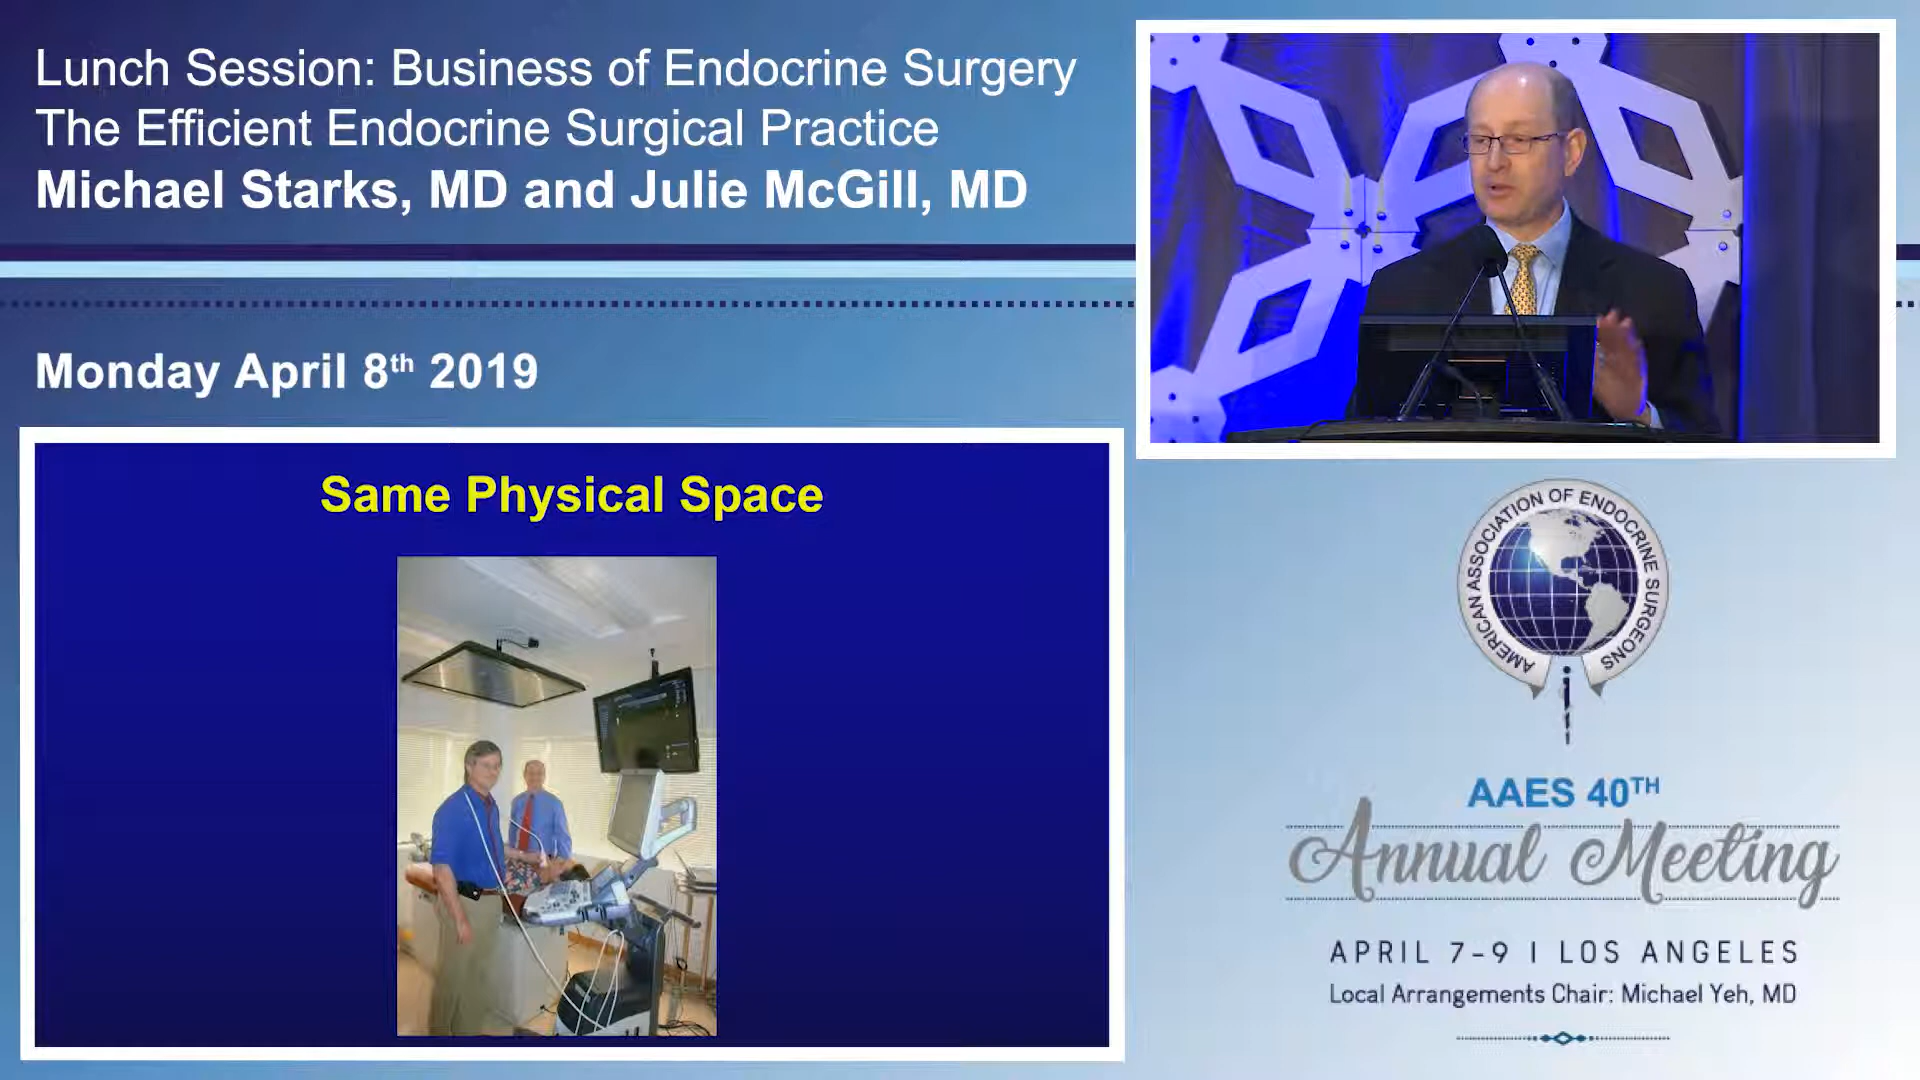 Lunch Session: Business of Endocrine Surgery
The Efficient Endocrine Surgical Practice
Michael Starks, MD and Julie McGill, MD
Monday April 8th 2019
Same Physical Space
AMERICAN ASSOCIATION OF ENDOCRINE SURGEONS
AAES 40TH
Annual Meeting
APRIL 7-9 | LOS ANGELES
Local Arrangements Chair: Michael Yeh, MD